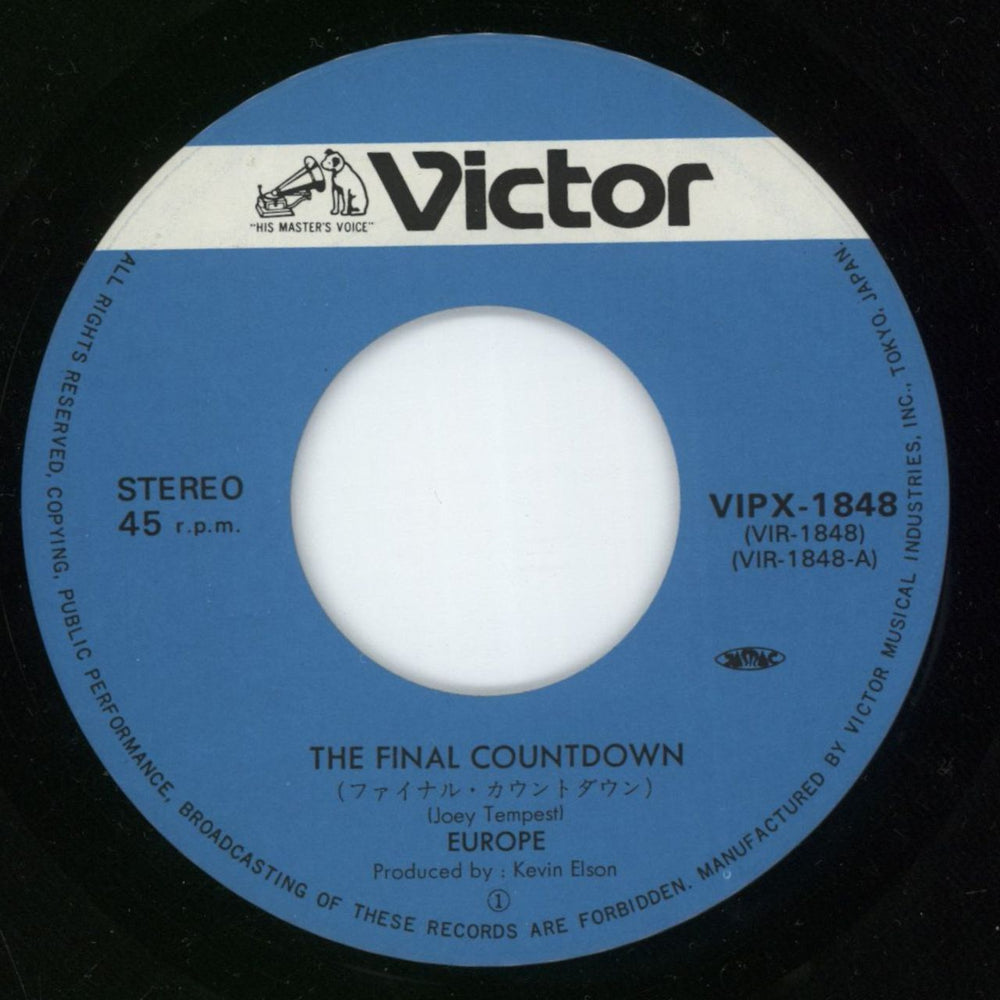 Victor
"HIS MASTER'S VOICE"
STEREO
45 r.p.m.
VIPX-1848
(VIR-1848)
(VIR-1848-A)
THE FINAL COUNTDOWN
(ファイナル・カウントダウン)
(Joey Tempest)
EUROPE
Produced by : Kevin Elson
①
ALL RIGHTS RESERVED, COPYING, PUBLIC PERFORMANCE, BROADCASTING OF THESE RECORDS ARE FORBIDDEN. MANUFACTURED BY VICTOR MUSICAL INDUSTRIES, INC., TOKYO, JAPAN.